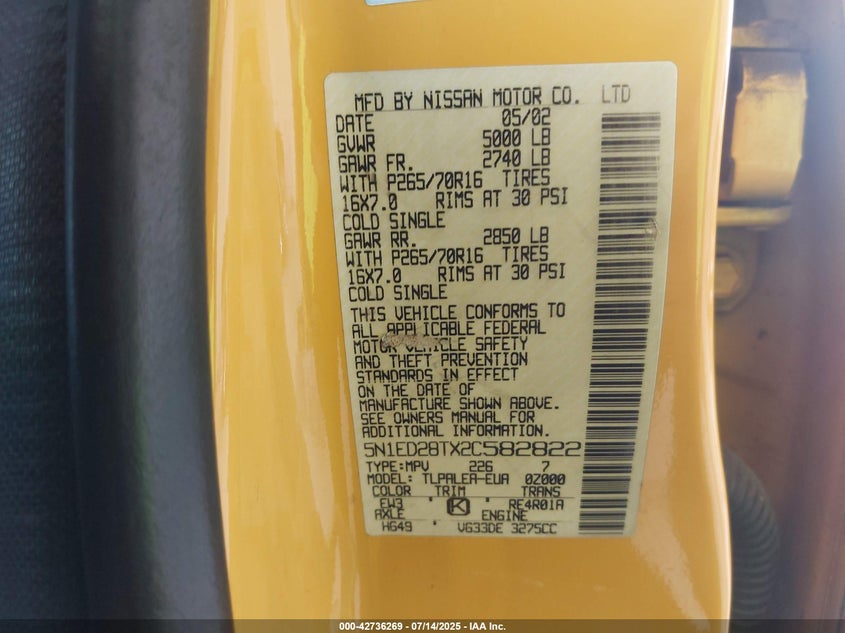 MFD BY NISSAN MOTOR CO. LTD
DATE 05/02
GVWR 5000 LB
GAWR FR. 2740 LB
WITH P265/70R16 TIRES
16X7.0 RIMS AT 30 PSI
COLD SINGLE
GAWR RR. 2850 LB
WITH P265/70R16 TIRES
16X7.0 RIMS AT 30 PSI
COLD SINGLE
THIS VEHICLE CONFORMS TO
ALL APPLICABLE FEDERAL
MOTOR VEHICLE SAFETY
AND THEFT PREVENTION
STANDARDS IN EFFECT
ON THE DATE OF
MANUFACTURE SHOWN ABOVE.
SEE OWNERS MANUAL FOR
ADDITIONAL INFORMATION.
5N1ED28TX2C582822
TYPE:MPV 226 7
MODEL: TLPALEA-EUA 0Z000
COLOR TRIM TRANS
EW3 K RE4R01A
AXLE ENGINE
HG49 VG33DE 3275CC
000-42736269 - 07/14/2025 - IAA Inc.